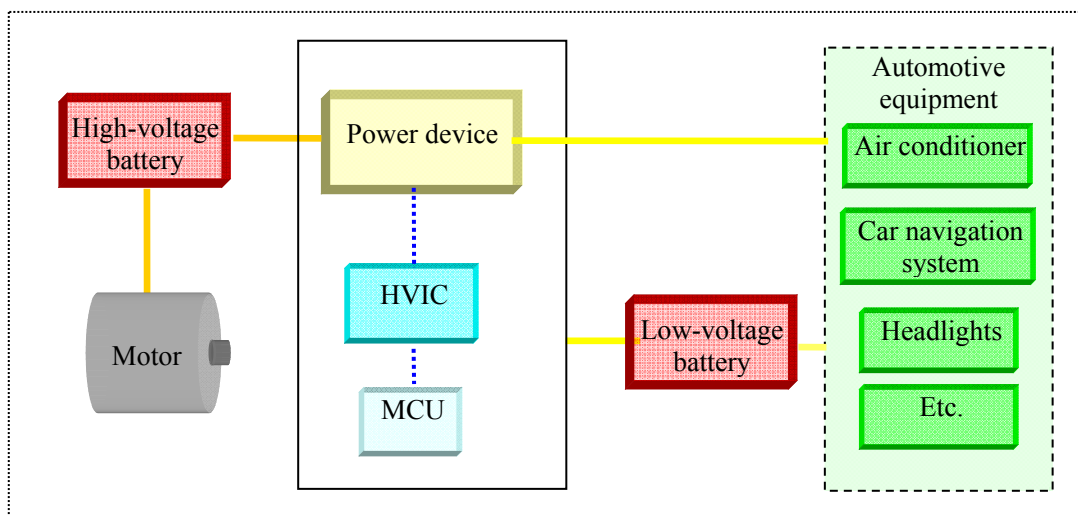 High-voltage
battery
Motor
Power device
HVIC
MCU
Low-voltage
battery
Automotive
equipment
Air conditioner
Car navigation
system
Headlights
Etc.